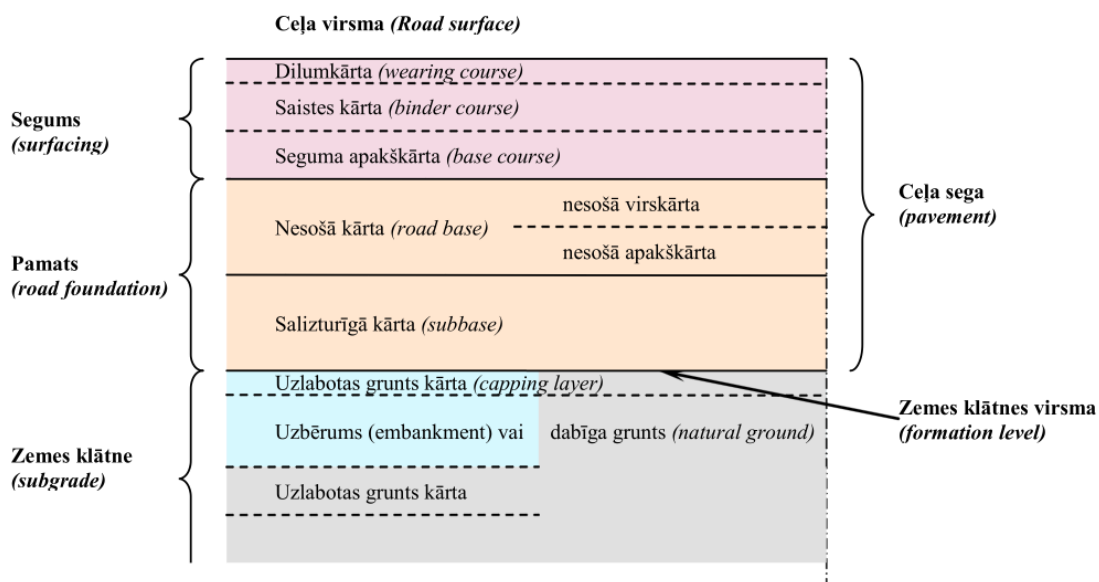 Ceļa virsma (Road surface)
Dilumkārta (wearing course)
Saistes kārta (binder course)
Seguma apakškārta (base course)
Segums
(surfacing)
Nesošā kārta (road base)
nesošā virskārta
nesošā apakškārta
Salizturīgā kārta (subbase)
Pamats
(road foundation)
Ceļa sega
(pavement)
Uzlabotas grunts kārta (capping layer)
Uzbērums (embankment) vai
dabīga grunts (natural ground)
Uzlabotas grunts kārta
Zemes klātne
(subgrade)
Zemes klātnes virsma
(formation level)